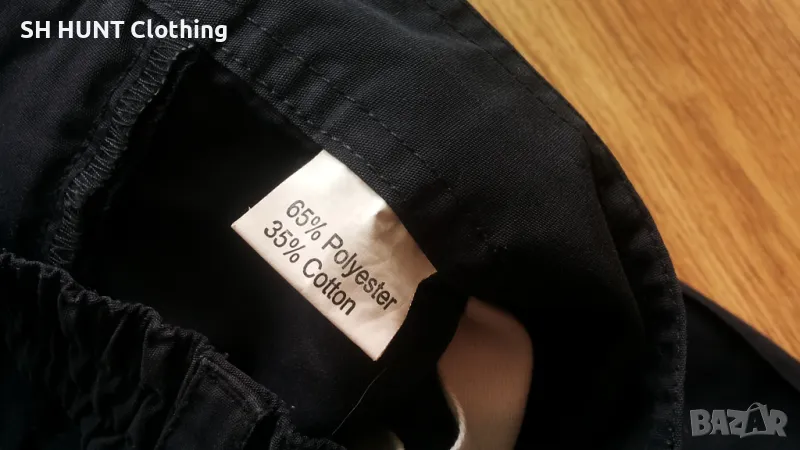 SH HUNT Clothing
65% Polyester
35% Cotton
BAZAR